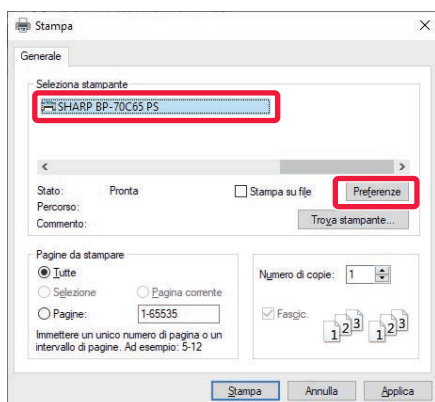 Stampa
Generale
Seleziona stampante
SHARP BP-70C65 PS
Stato: Pronta
Stampa su file
Preferenze
Percorso:
Commento:
Trova stampante...
Pagine da stampare
Tutte
Selezione
Pagina corrente
Pagine:
1-65535
Immettere un unico numero di pagina o un
intervallo di pagine. Ad esempio: 5-12
Numero di copie: 1
Fascic.
1 2 3 1 2 3
Stampa
Annulla
Applica